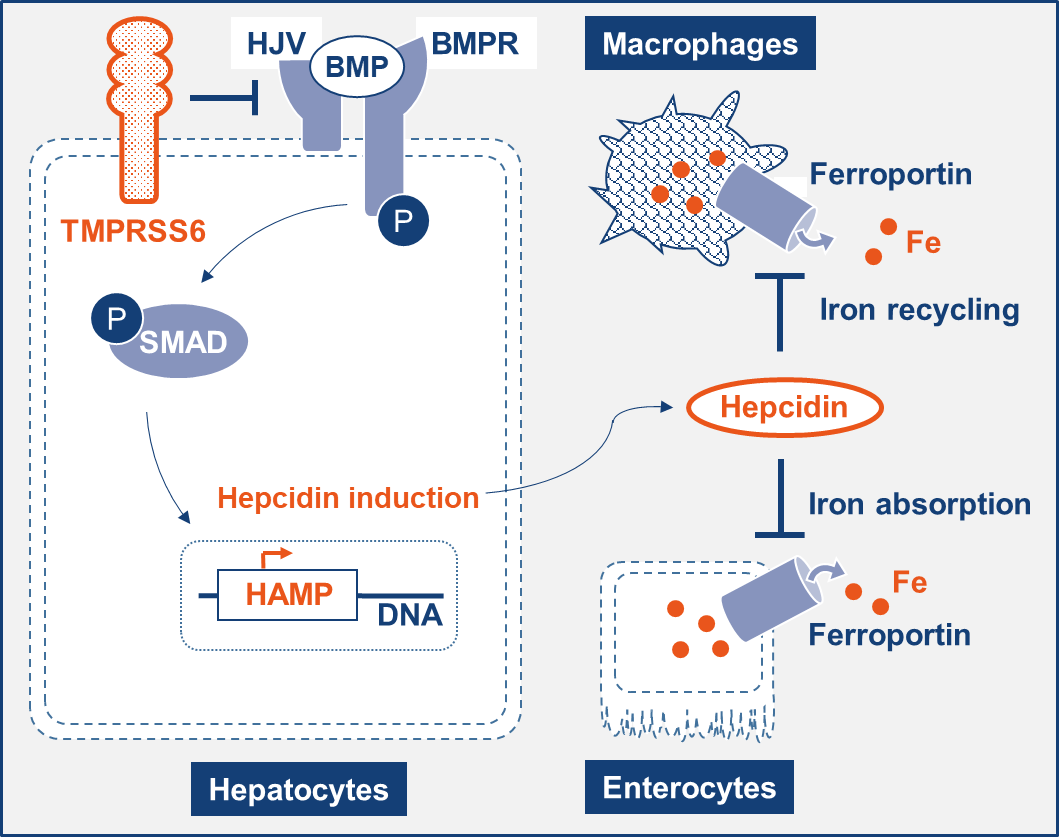 HJV
BMP
BMPR
TMPRSS6
P
P
SMAD
Hepcidin induction
HAMP
DNA
Hepatocytes
Macrophages
Ferroportin
Fe
Iron recycling
Hepcidin
Iron absorption
Fe
Ferroportin
Enterocytes